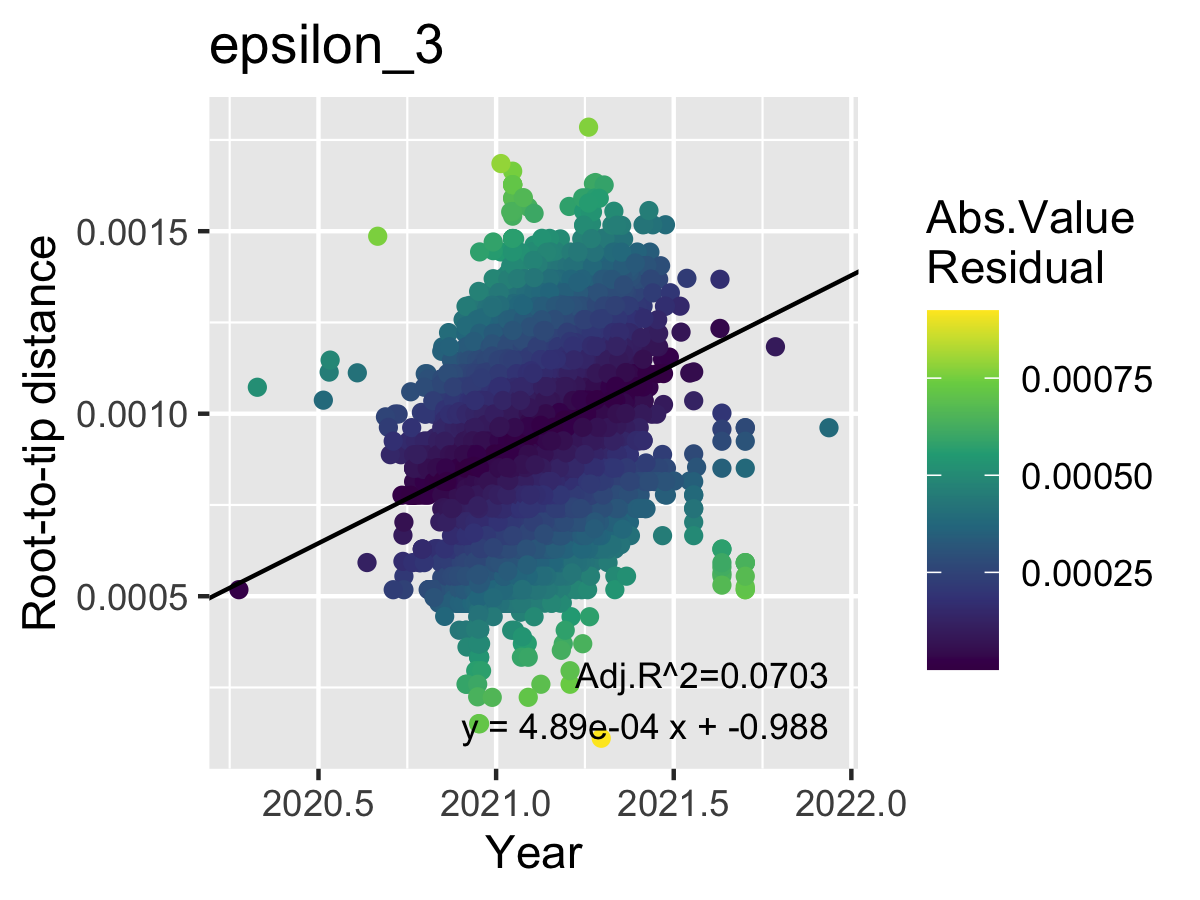 epsilon_3
Root-to-tip distance
0.0015
0.0010
0.0005
Adj.R^2=0.0703
y = 4.89e-04 x + -0.988
2020.5
2021.0
2021.5
2022.0
Year
Abs.Value
Residual
0.00075
0.00050
0.00025